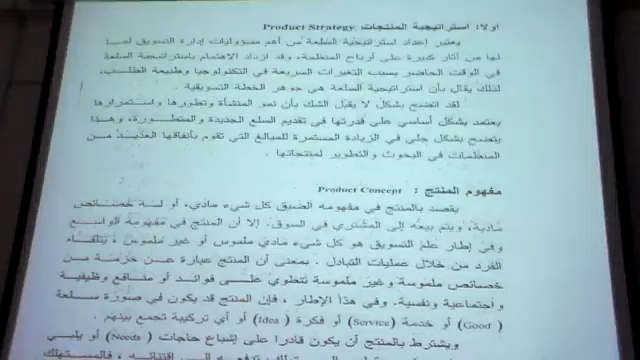 اولا: استراتيجية المنتجات Product Strategy
يعتبر إعداد استراتيجية السلعة من أهم مسؤوليات إدارة التسويق لما
لها من آثار كبيرة على أرباح المنظمة، وقد ازداد الاهتمام باستراتيجية السلعة
في الوقت الحاضر بسبب التغيرات السريعة في التكنولوجيا وطبيعة الطلب،
لذلك يقال بأن استراتيجية السلعة هي جوهر الخطة التسويقية.
لقد اتضح بشكل لا يقبل الشك بأن نمو المنشأة وتطورها واستمرارها
يعتمد بشكل أساسي على قدرتها في تقديم السلع الجديدة والمتطورة، وهذا
يتضح بشكل جلي في الزيادة المستمرة للمبالغ التي تقوم بأنفاقها العديد من
المنظمات في البحوث والتطوير لمنتجاتها.
مفهوم المنتج : Product Concept
يقصد بالمنتج في مفهومه الضيق كل شيء مادي، أو له خصائص
مادية، ويتم بيعه إلى المشتري في السوق. إلا أن المنتج في مفهومة الواسع
وفي إطار علم التسويق هو كل شيء مادي ملموس أو غير ملموس ، يتلقاه
الفرد من خلال عمليات التبادل . بمعنى أن المنتج عبارة عن حزمة من
خصائص ملموسة وغير ملموسة تنطوي على فوائد أو منافع وظيفية
وأجتماعية ونفسية. وفي هذا الإطار ، فإن المنتج قد يكون في صورة سلعة
(Good) أو خدمة (Service) أو فكرة (Idea) أو أي تركيبة تجمع بينهم .
ويشترط بالمنتج أن يكون قادرا على إشباع حاجات (Needs) أو يلبي
إلى اقتنائه ، فالمستهلك